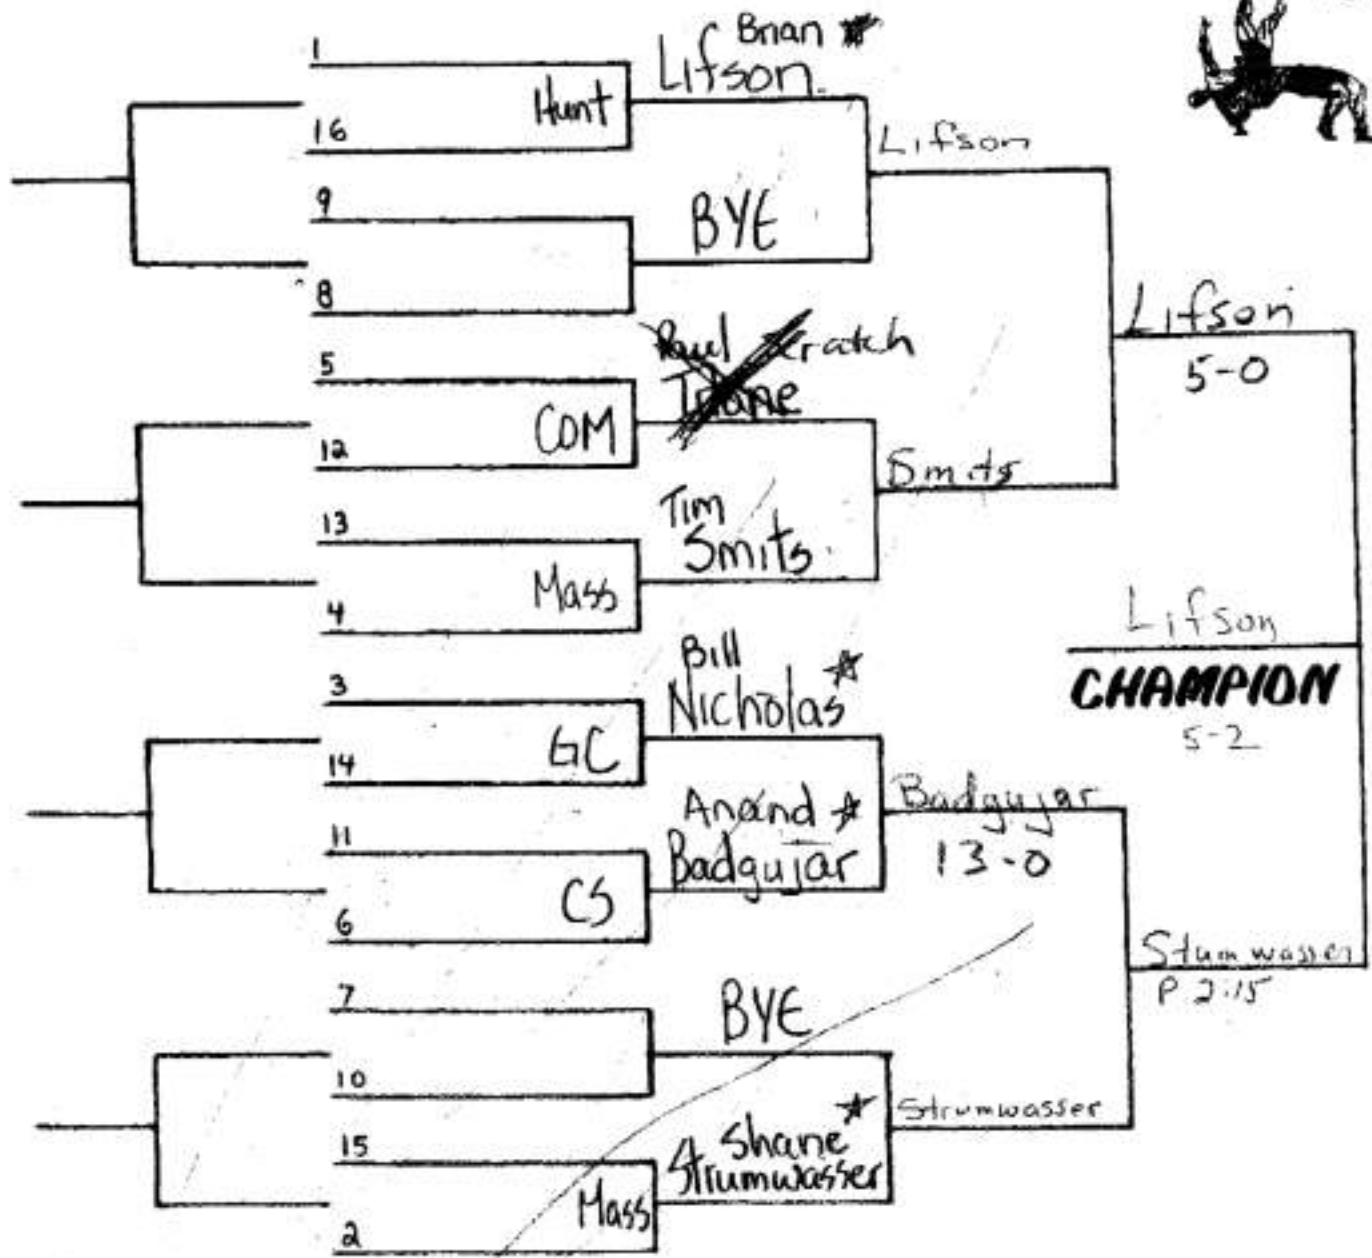 1
Brian
Lifson.
Hunt
16
Lifson
9
BYE
8
Lifson
5-0
Paul
5
COM
12
Smits
13
Tim
Smits.
Mass
4
Lifson
CHAMPION
5-2
Bill
Nicholas
3
GC
14
Badgujar
13-0
Anand
Badgujar
11
CS
6
Stumwasser
P 2:15
7
BYE
10
Strumwasser
15
Shane
Strumwasser
Mass
2